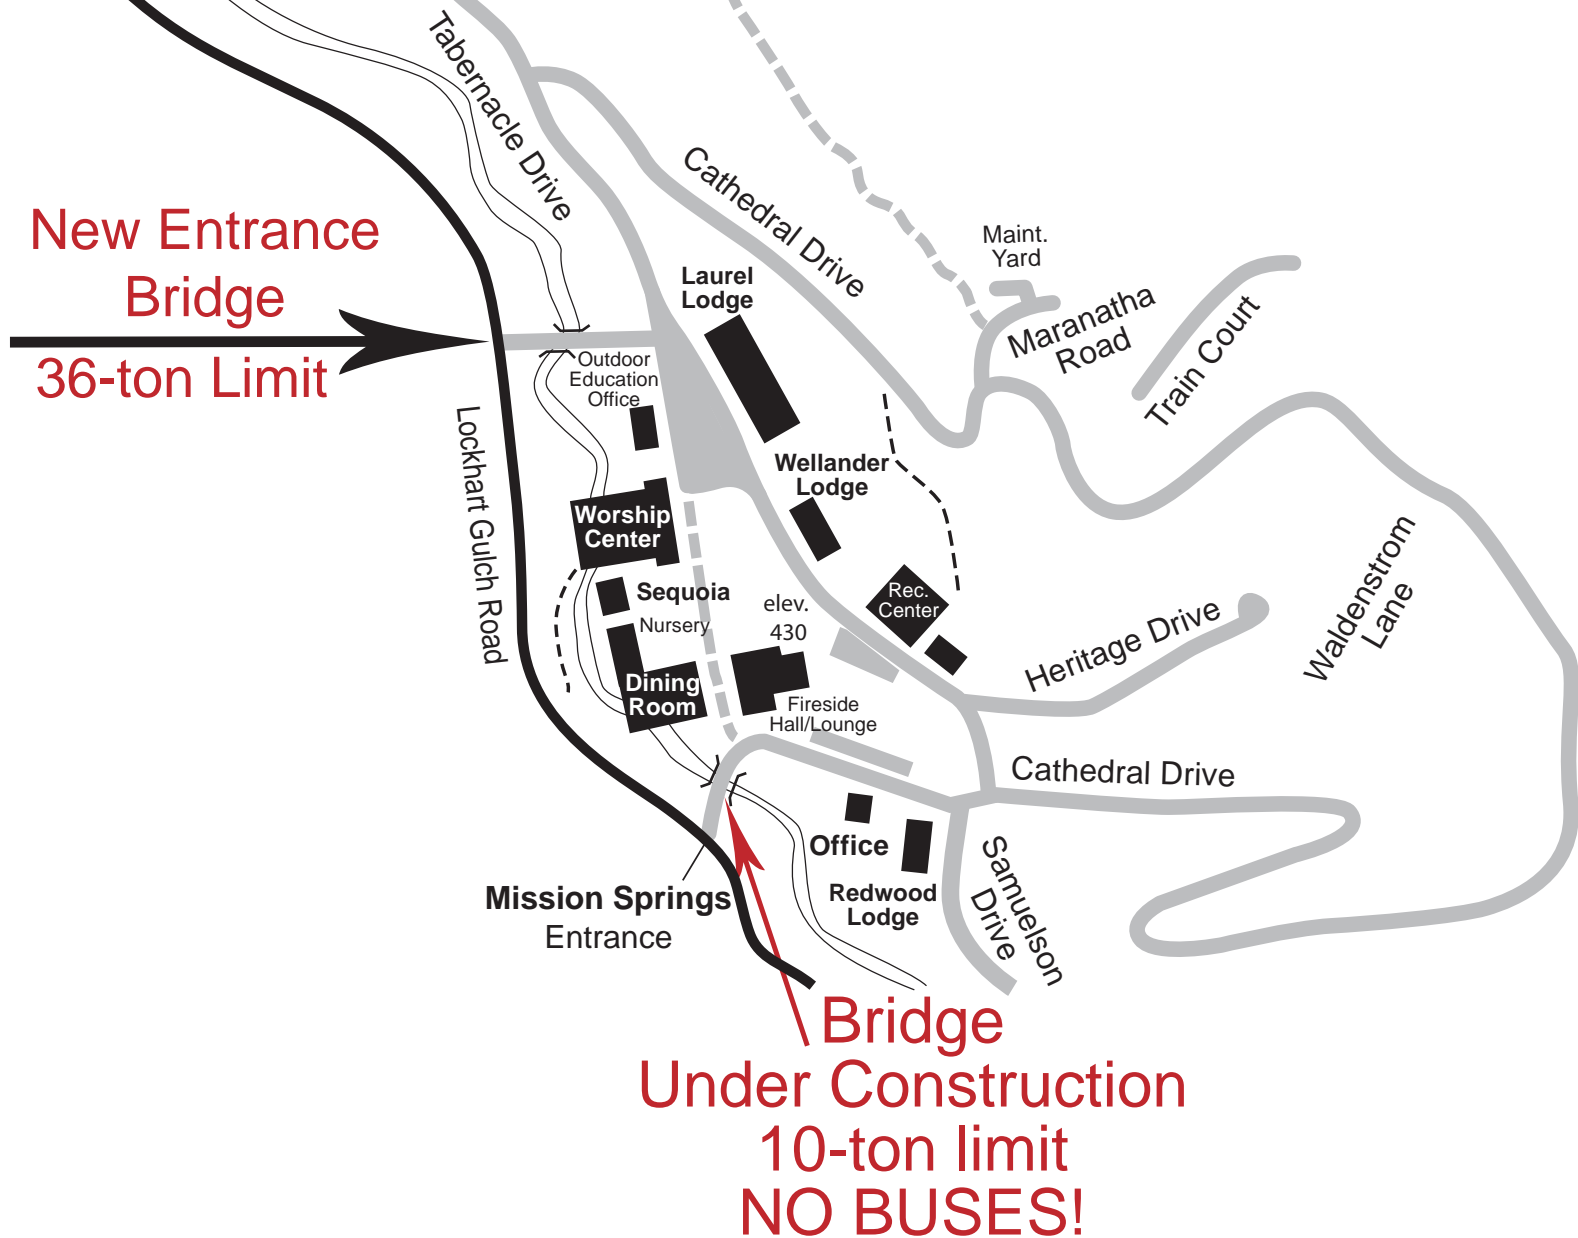 Tabernacle Drive
Cathedral Drive
New Entrance
Bridge
36-ton Limit
Maint.
Yard
Maranatha
Road
Train Court
Laurel
Lodge
Outdoor
Education
Office
Lockhart Gulch Road
Wellander
Lodge
Worship
Center
Sequoia
Nursery
elev.
430
Rec.
Center
Dining
Room
Fireside
Hall/Lounge
Heritage Drive
Waldenstrom
Lane
Cathedral Drive
Office
Redwood
Lodge
Samuelson
Drive
Mission Springs
Entrance
Bridge
Under Construction
10-ton limit
NO BUSES!